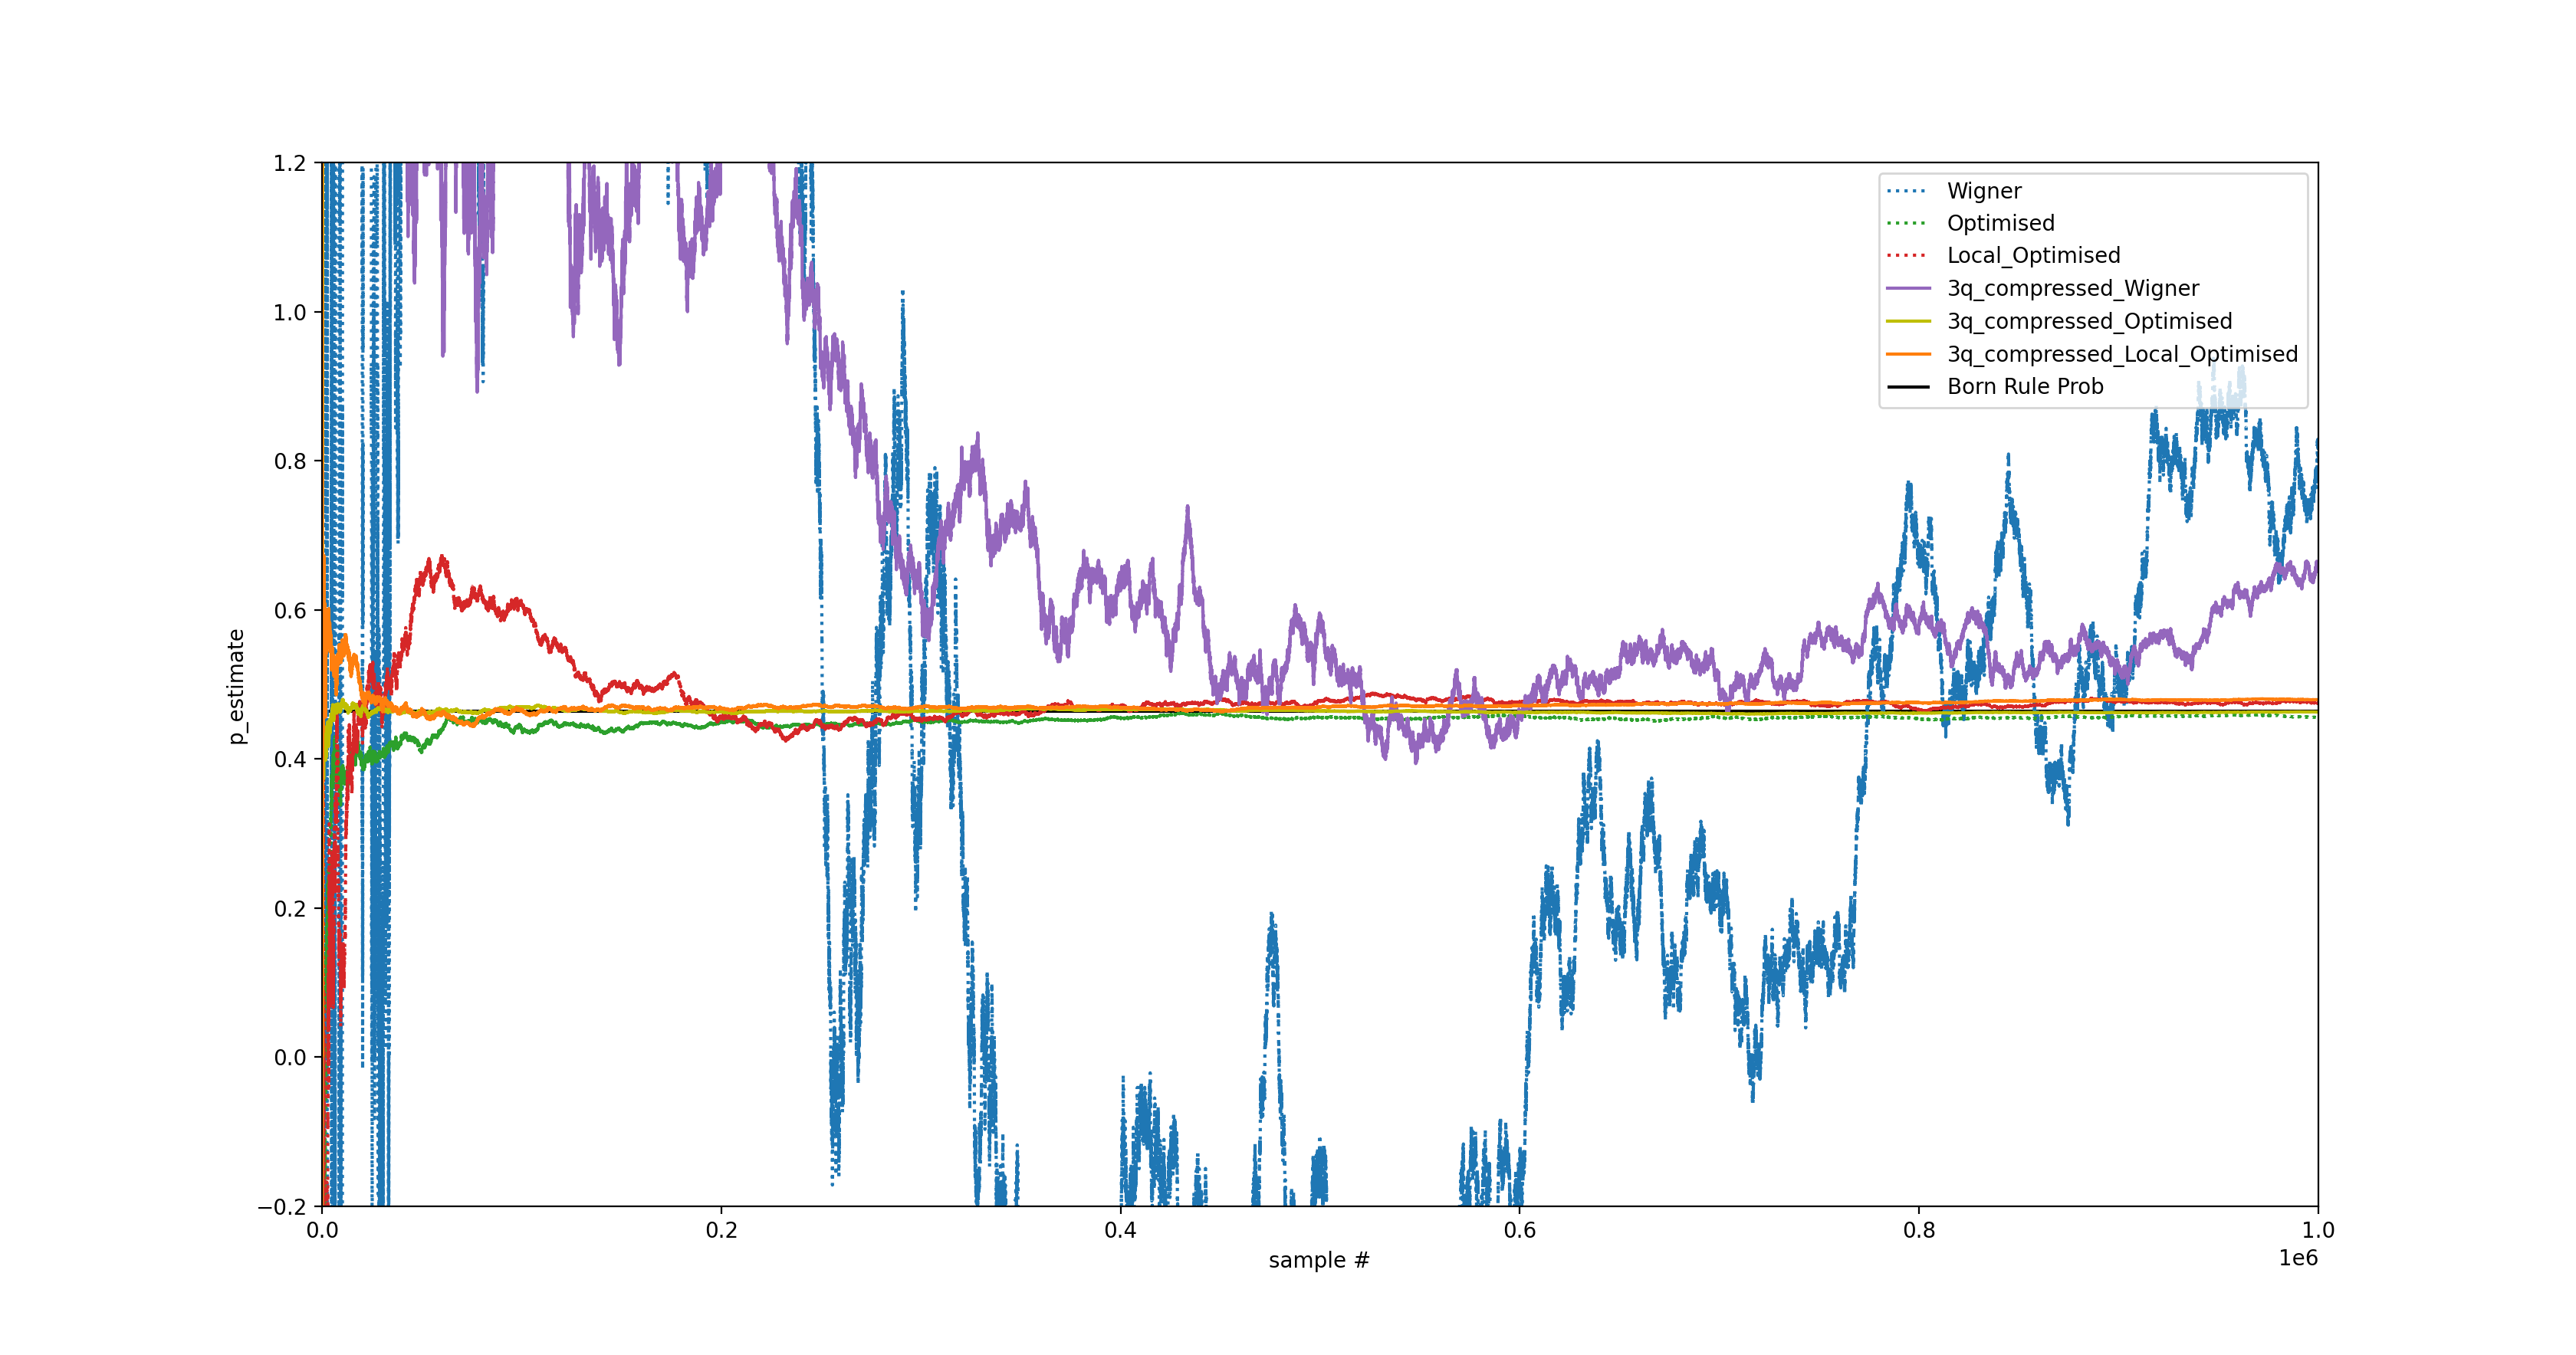 1.2
1.0
0.8
0.6
0.4
0.2
0.0
−0.2
p_estimate
0.0 0.2 0.4 0.6 0.8 1.0
sample #
1e6
Wigner
Optimised
Local_Optimised
3q_compressed_Wigner
3q_compressed_Optimised
3q_compressed_Local_Optimised
Born Rule Prob